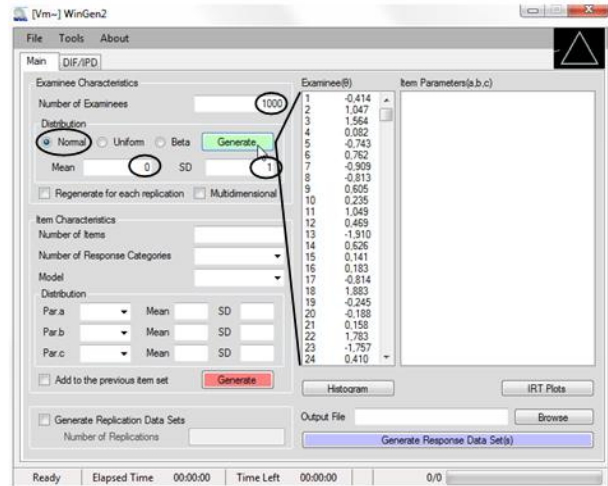 [Vm~] WinGen2
File Tools About
Main DIF/IPD
Examinee Characteristics
Number of Examinees 1000
Distribution
Normal Uniform Beta Generate
Mean 0 SD 1
Regenerate for each replication Multidimensional
Item Characteristics
Number of Items
Number of Response Categories
Model
Distribution
Par.a Mean SD
Par.b Mean SD
Par.c Mean SD
Add to the previous item set Generate
Generate Replication Data Sets
Number of Replications
Examinee(θ)
1 -0,414
2 1,047
3 1,564
4 0,082
5 -0,743
6 0,762
7 -0,909
8 -0,813
9 0,605
10 0,235
11 1,049
12 0,469
13 -1,910
14 0,626
15 0,141
16 0,183
17 -0,814
18 1,883
19 -0,245
20 -0,188
21 0,158
22 1,783
23 -1,757
24 0,410
Item Parameters(a,b,c)
Histogram IRT Plots
Output File Browse
Generate Response Data Set(s)
Ready Elapsed Time 00:00:00 Time Left 00:00:00 0/0